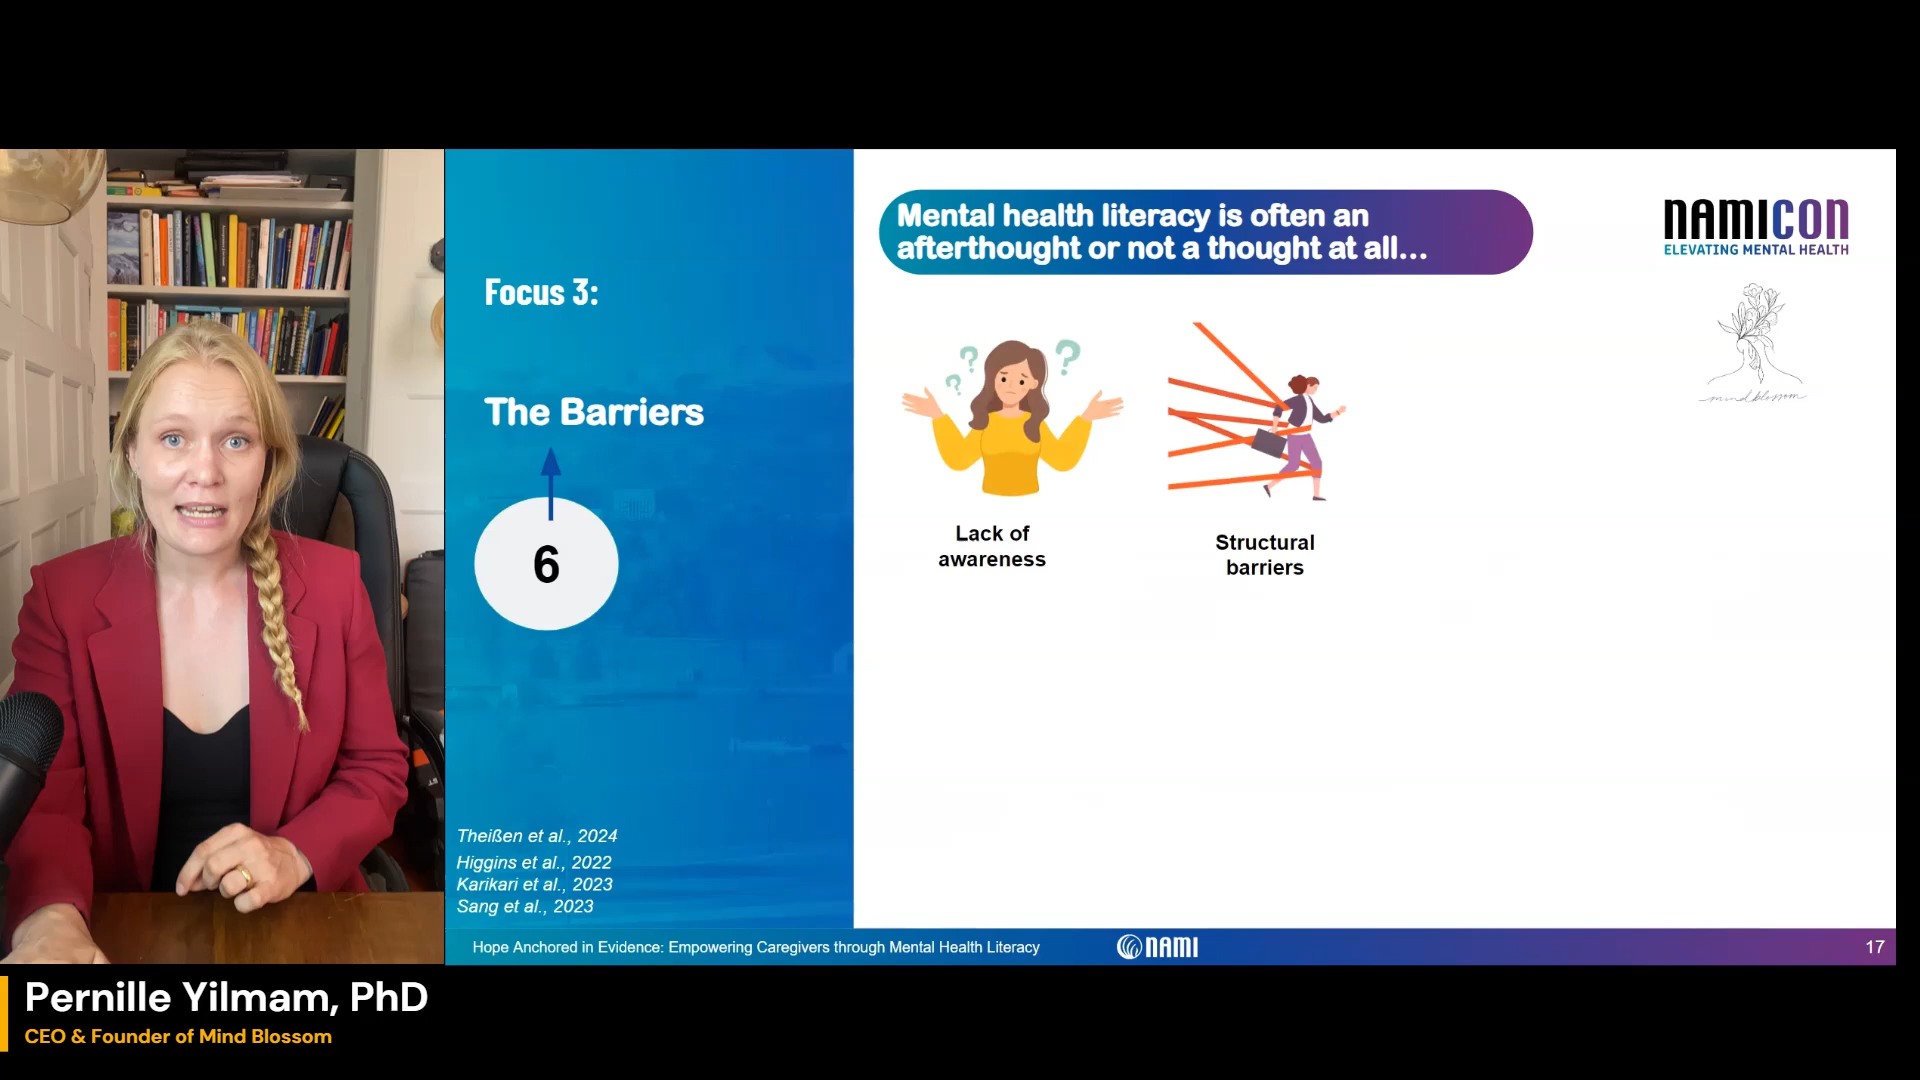 Focus 3:
The Barriers
6
Theißen et al., 2024
Higgins et al., 2022
Karikari et al., 2023
Sang et al., 2023
Mental health literacy is often an
afterthought or not a thought at all...
? ? ?
Lack of
awareness
Structural
barriers
NAMICON
ELEVATING MENTAL HEALTH
mindblossom
Hope Anchored in Evidence: Empowering Caregivers through Mental Health Literacy
NAMI
17
Pernille Yilmam, PhD
CEO & Founder of Mind Blossom